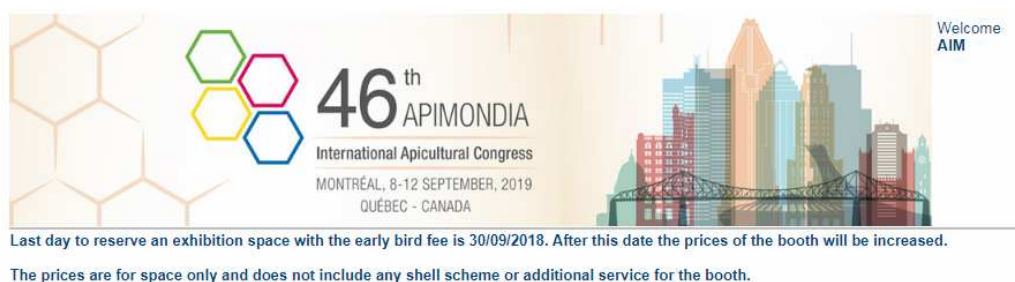 Welcome
AIM
46th APIMONDIA
International Apicultural Congress
MONTRÉAL, 8-12 SEPTEMBER, 2019
QUÉBEC - CANADA
Last day to reserve an exhibition space with the early bird fee is 30/09/2018. After this date the prices of the booth will be increased.
The prices are for space only and does not include any shell scheme or additional service for the booth.